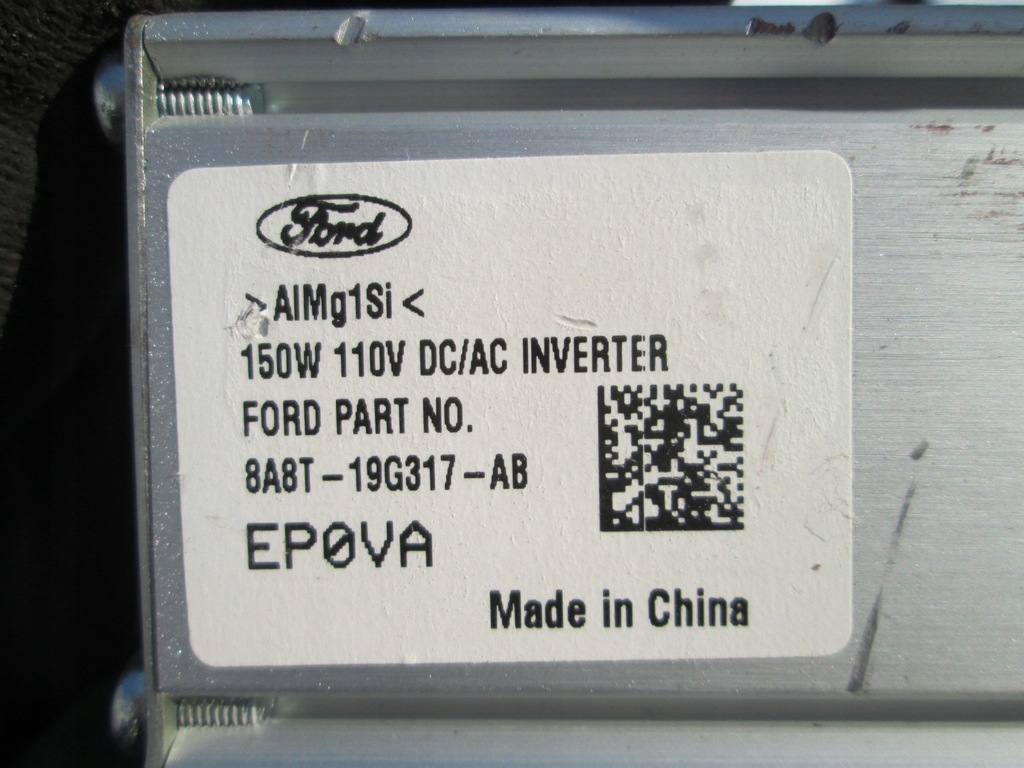 Ford
>AlMg1Si<
150W 110V DC/AC INVERTER
FORD PART NO.
8A8T-19G317-AB
EP0VA
Made in China